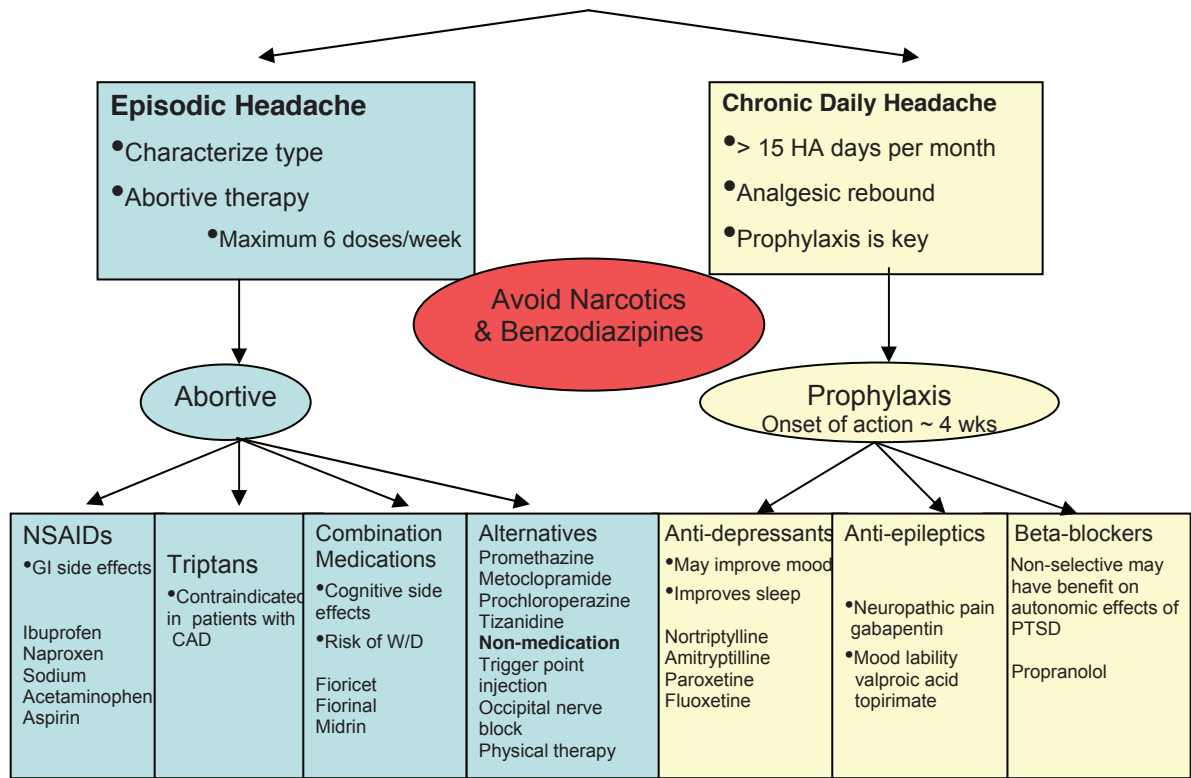 Episodic Headache
•Characterize type
•Abortive therapy
•Maximum 6 doses/week
Chronic Daily Headache
•> 15 HA days per month
•Analgesic rebound
•Prophylaxis is key
Avoid Narcotics
& Benzodiazipines
Abortive
Prophylaxis
Onset of action ~ 4 wks
NSAIDs
•GI side effects
Ibuprofen
Naproxen
Sodium
Acetaminophen
Aspirin
Triptans
•Contraindicated
in patients with
CAD
Combination
Medications
•Cognitive side
effects
•Risk of W/D
Fioricet
Fiorinal
Midrin
Alternatives
Promethazine
Metoclopramide
Prochloroperazine
Tizanidine
Non-medication
Trigger point
injection
Occipital nerve
block
Physical therapy
Anti-depressants
•May improve mood
•Improves sleep
Nortriptylline
Amitryptilline
Paroxetine
Fluoxetine
Anti-epileptics
•Neuropathic pain
gabapentin
•Mood lability
valproic acid
topirimate
Beta-blockers
Non-selective may
have benefit on
autonomic effects of
PTSD
Propranolol